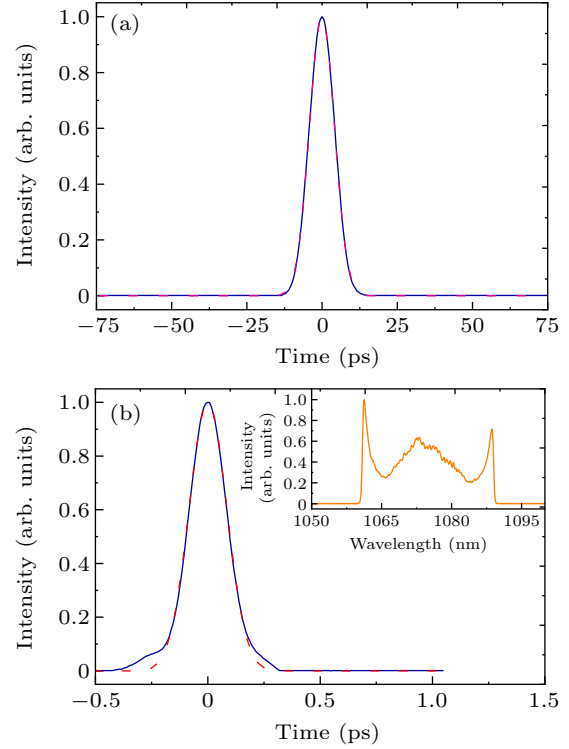 (a)
1.0
0.8
0.6
0.4
0.2
0
Intensity (arb. units)
−75 −50 −25 0 25 50 75
Time (ps)
(b)
1.0
0.8
0.6
0.4
0.2
0
Intensity (arb. units)
1.0
0.8
0.6
0.4
0.2
0
Intensity
(arb. units)
1050 1065 1080 1095
Wavelength (nm)
−0.5 0 0.5 1.0 1.5
Time (ps)